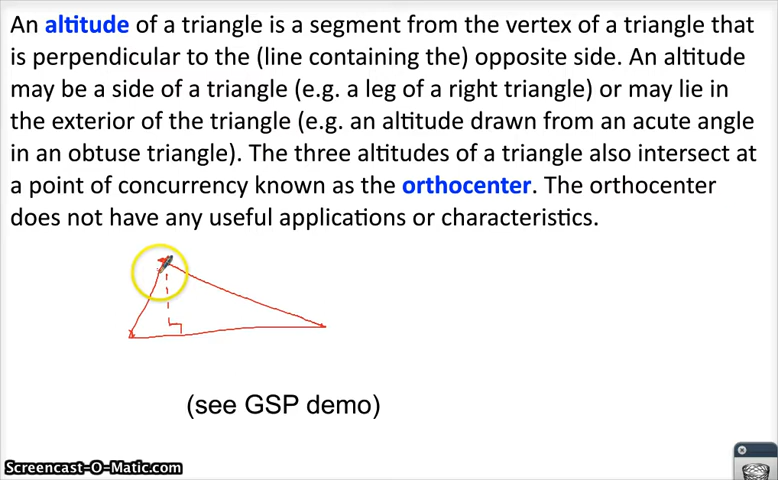 An altitude of a triangle is a segment from the vertex of a triangle that
is perpendicular to the (line containing the) opposite side. An altitude
may be a side of a triangle (e.g. a leg of a right triangle) or may lie in
the exterior of the triangle (e.g. an altitude drawn from an acute angle
in an obtuse triangle). The three altitudes of a triangle also intersect at
a point of concurrency known as the orthocenter. The orthocenter
does not have any useful applications or characteristics.
(see GSP demo)
Screencast-O-Matic.com